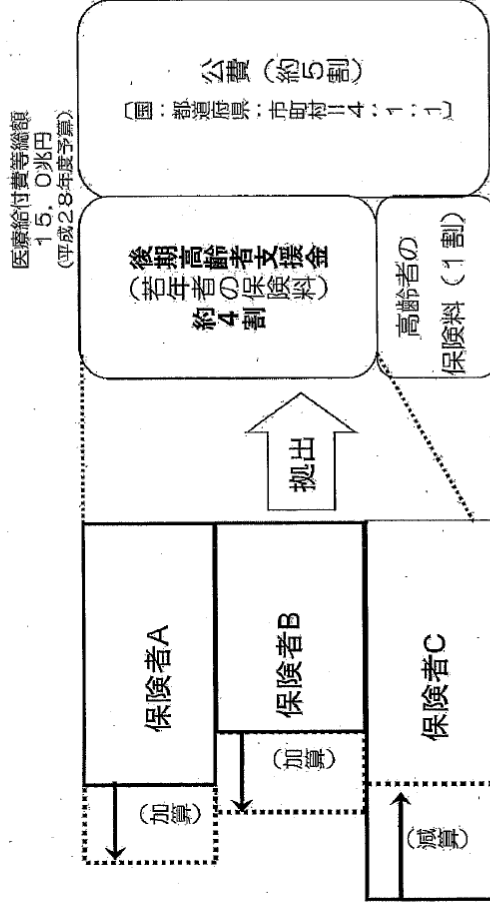 医療給付費等総額
15.0兆円
(平成28年度予算)
公費(約5割)
〔国:都道府県:市町村=4:1:1〕
後期高齢者支援金
(若年者の保険料)
約4割
高齢者の
保険料(1割)
拠出
保険者A
(加算)
保険者B
(加算)
保険者C
(減算)